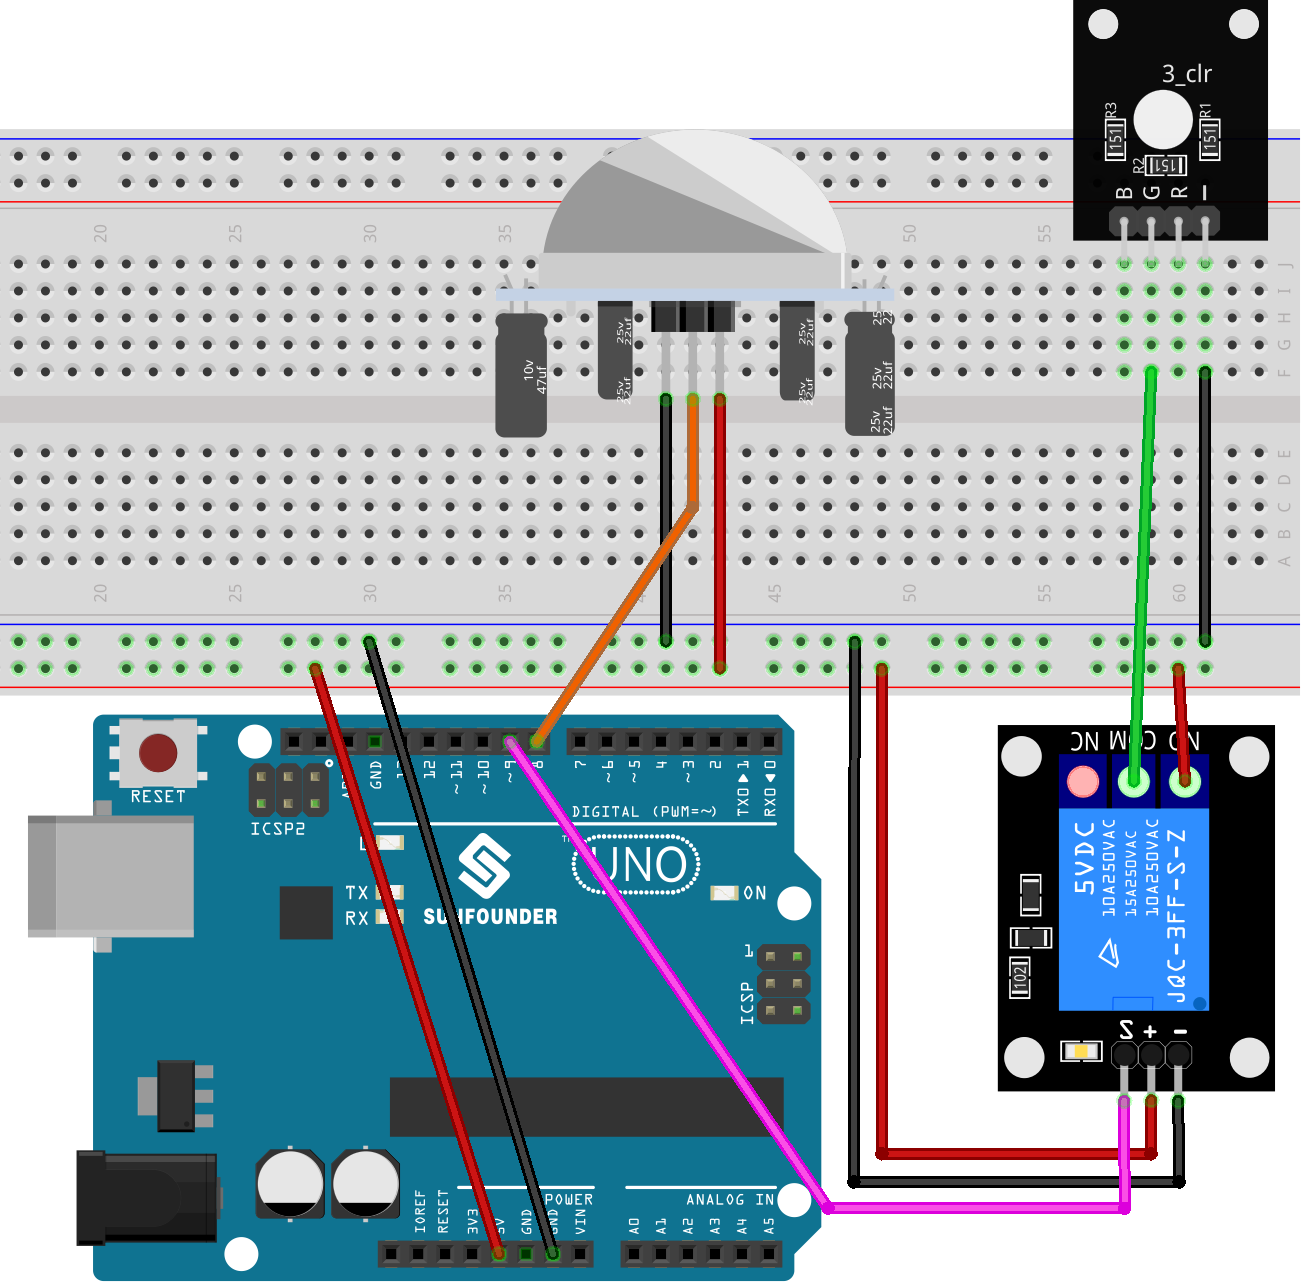 3_clr
R3
R1
151
151
R2
151
B
G
R
—
20
25
30
35
50
55
J
I
H
G
F
10v
47uf
25v
22uf
25v
22uf
25v
22uf
25v
22uf
25v
22uf
25v
22uf
E
D
C
B
A
20
25
30
35
45
50
55
60
RESET
ICSP2
GND
12
~11
~10
~9
8
7
~6
~5
4
~3
2
TXO▶1
RXO◀0
DIGITAL (PWM=~)
UNO
TX
RX
ON
SUNFOUNDER
1
ICSP
IOREF
RESET
3V3
5V
GND
GND
VIN
POWER
ANALOG IN
A0
A1
A2
A3
A4
A5
NC
COM
NO
5VDC
10A250VAC
15A250VAC
10A250VAC
JQC-3FF-S-Z
102
S
+
-